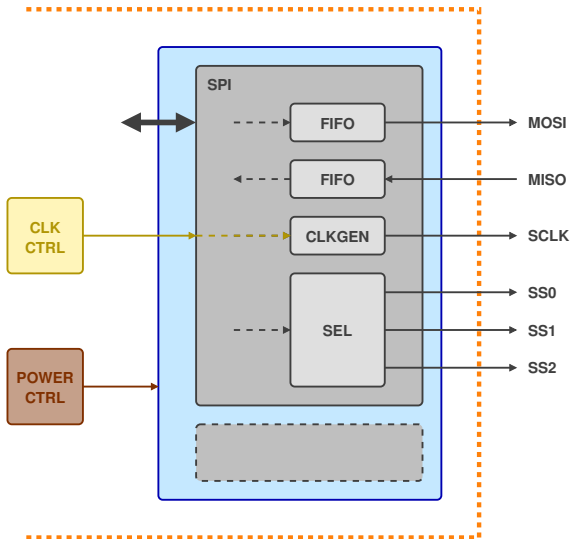 SPI
FIFO
MOSI
FIFO
MISO
CLK
CTRL
CLKGEN
SCLK
SEL
SS0
SS1
SS2
POWER
CTRL